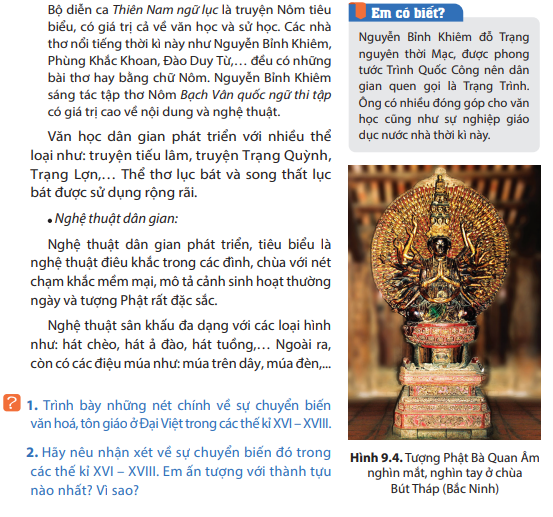 Bộ diễn ca Thiên Nam ngữ lục là truyện Nôm tiêu
biểu, có giá trị cả về văn học và sử học. Các nhà
thơ nổi tiếng thời kì này như Nguyễn Bỉnh Khiêm,
Phùng Khắc Khoan, Đào Duy Từ,... đều có những
bài thơ hay bằng chữ Nôm. Nguyễn Bỉnh Khiêm
sáng tác tập thơ Nôm Bạch Vân quốc ngữ thi tập
có giá trị cao về nội dung và nghệ thuật.
Văn học dân gian phát triển với nhiều thể
loại như: truyện tiếu lâm, truyện Trạng Quỳnh,
Trạng Lợn,... Thể thơ lục bát và song thất lục
bát được sử dụng rộng rãi.
• Nghệ thuật dân gian:
Nghệ thuật dân gian phát triển, tiêu biểu là
nghệ thuật điêu khắc trong các đình, chùa với nét
chạm khắc mềm mại, mô tả cảnh sinh hoạt thường
ngày và tượng Phật rất đặc sắc.
Nghệ thuật sân khấu đa dạng với các loại hình
như: hát chèo, hát ả đào, hát tuồng,... Ngoài ra,
còn có các điệu múa như: múa trên dây, múa đèn,...
?
1. Trình bày những nét chính về sự chuyển biến
văn hoá, tôn giáo ở Đại Việt trong các thế kỉ XVI – XVIII.
2. Hãy nêu nhận xét về sự chuyển biến đó trong
các thế kỉ XVI – XVIII. Em ấn tượng với thành tựu
nào nhất? Vì sao?
Em có biết?
Nguyễn Bỉnh Khiêm đỗ Trạng
nguyên thời Mạc, được phong
tước Trình Quốc Công nên dân
gian quen gọi là Trạng Trình.
Ông có nhiều đóng góp cho văn
học cũng như sự nghiệp giáo
dục nước nhà thời kì này.
Hình 9.4. Tượng Phật Bà Quan Âm
nghìn mắt, nghìn tay ở chùa
Bút Tháp (Bắc Ninh)